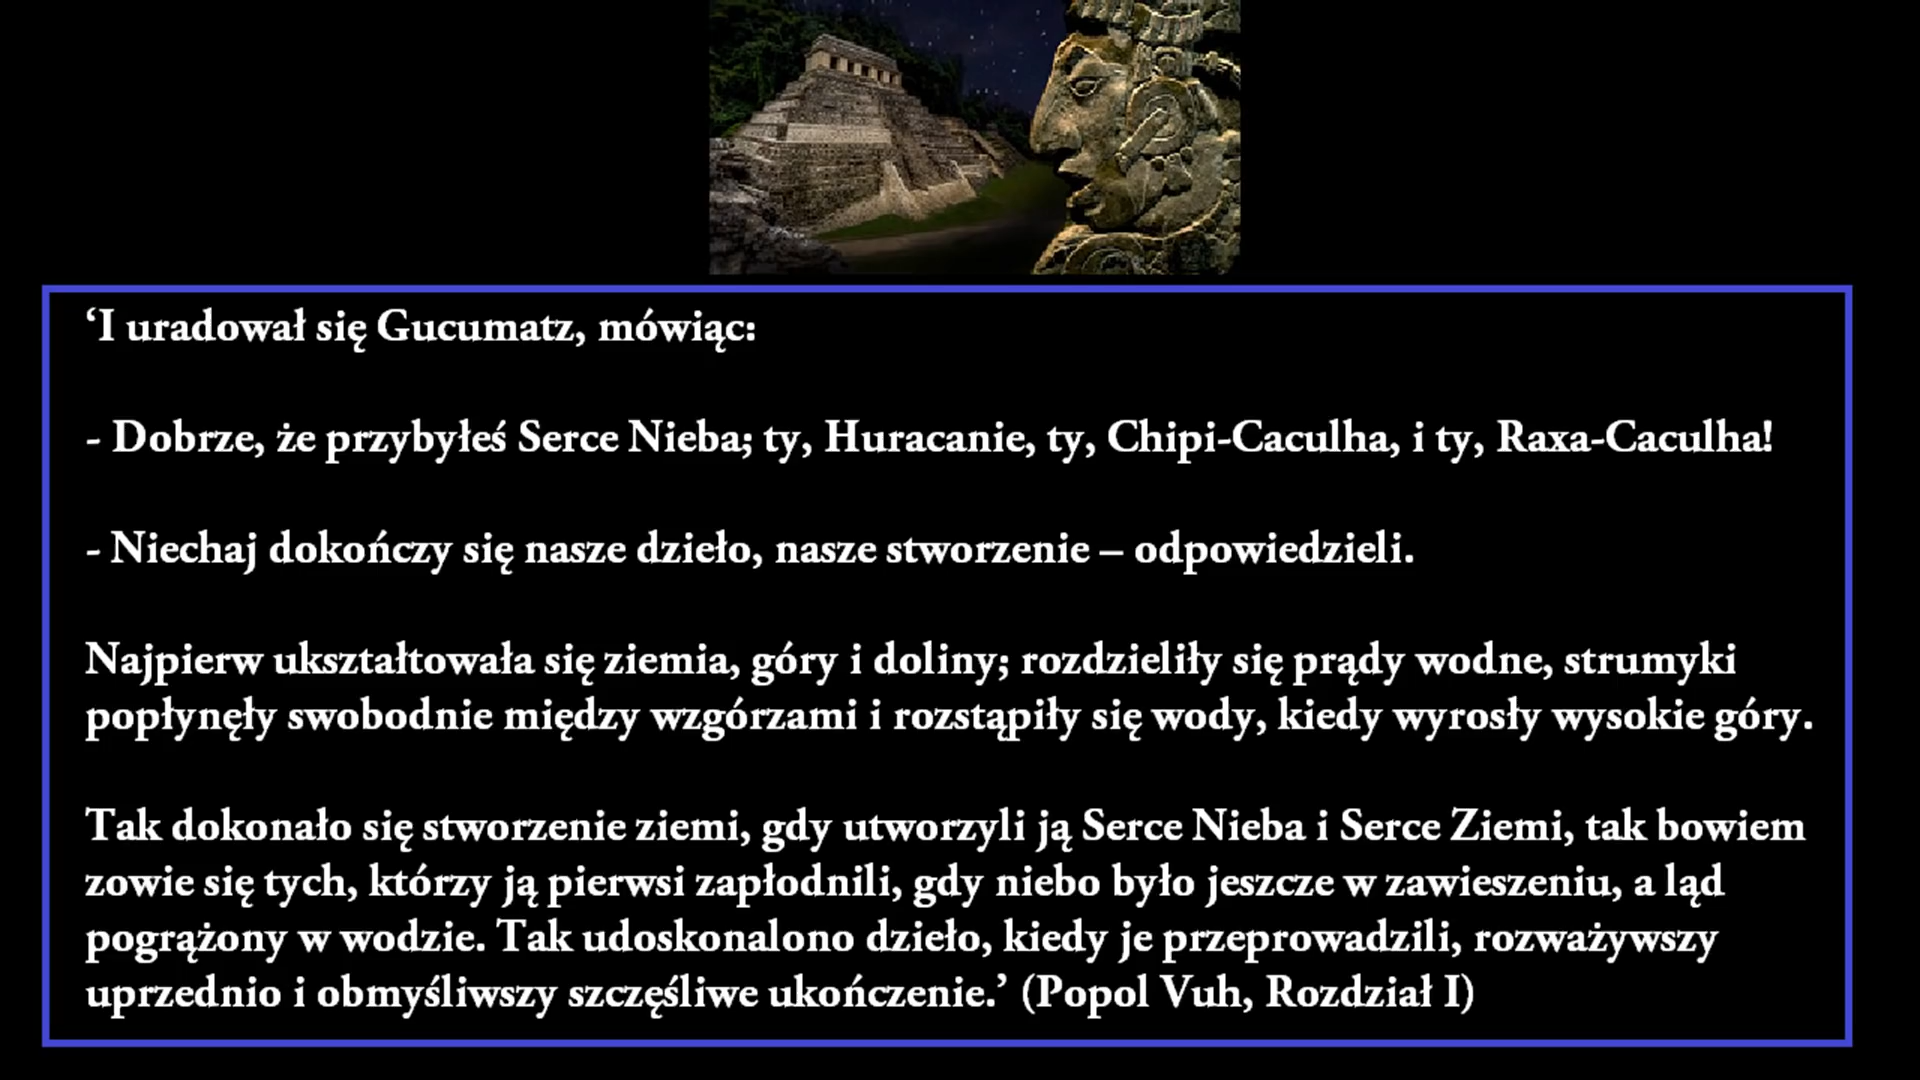 ‘I uradował się Gucumatz, mówiąc:
- Dobrze, że przybyłeś Serce Nieba; ty, Huracanie, ty, Chipi-Caculha, i ty, Raxa-Caculha!
- Niechaj dokończy się nasze dzieło, nasze stworzenie – odpowiedzieli.
Najpierw ukształtowała się ziemia, góry i doliny; rozdzieliły się prądy wodne, strumyki
popłynęły swobodnie między wzgórzami i rozstąpiły się wody, kiedy wyrosły wysokie góry.
Tak dokonało się stworzenie ziemi, gdy utworzyli ją Serce Nieba i Serce Ziemi, tak bowiem
zowie się tych, którzy ją pierwsi zapłodnili, gdy niebo było jeszcze w zawieszeniu, a ląd
pogrążony w wodzie. Tak udoskonalono dzieło, kiedy je przeprowadzili, rozważywszy
uprzednio i obmyśliwszy szczęśliwe ukończenie.’ (Popol Vuh, Rozdział I)